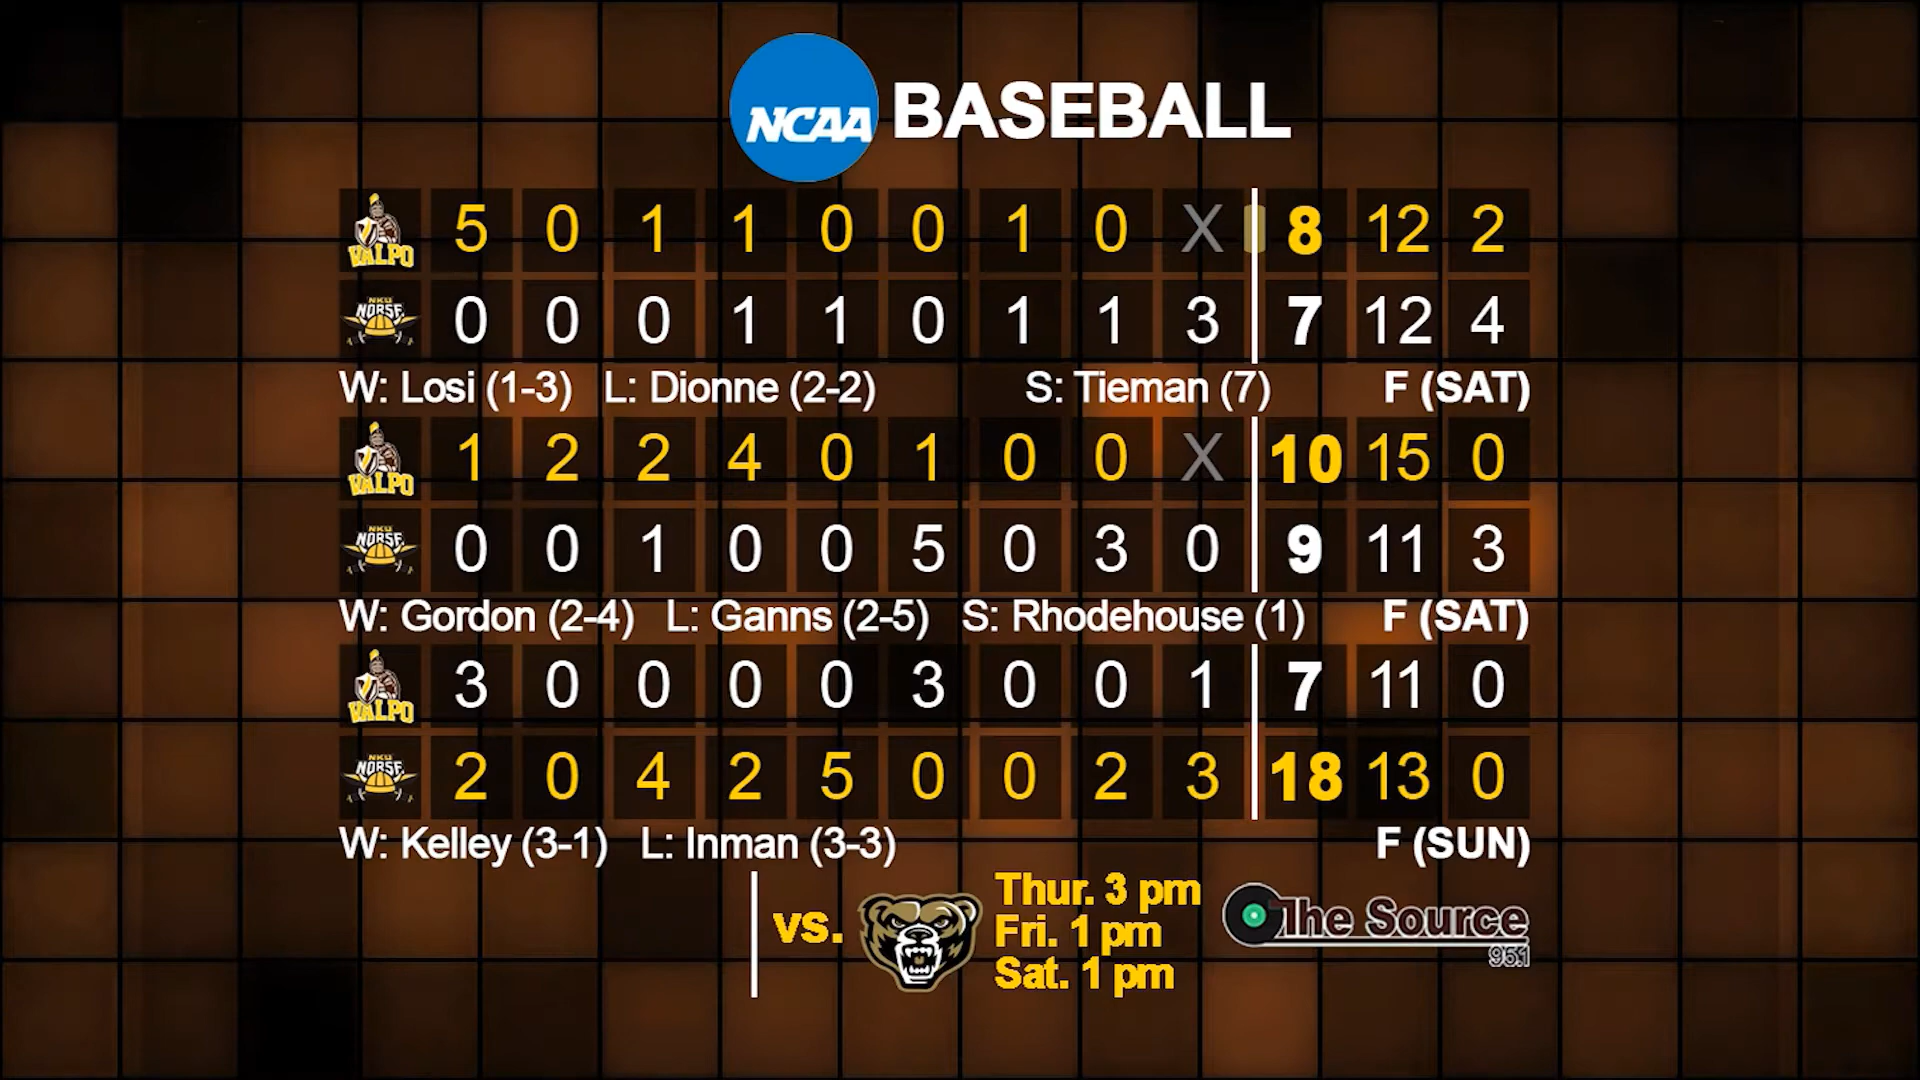 NCAA BASEBALL
VALPO 5 0 1 1 0 0 1 0 X 8 12 2
NKU NORSE 0 0 0 1 1 0 1 1 3 7 12 4
W: Losi (1-3) L: Dionne (2-2) S: Tieman (7) F (SAT)
VALPO 1 2 2 4 0 1 0 0 X 10 15 0
NKU NORSE 0 0 1 0 0 5 0 3 0 9 11 3
W: Gordon (2-4) L: Ganns (2-5) S: Rhodehouse (1) F (SAT)
VALPO 3 0 0 0 0 3 0 0 1 7 11 0
NKU NORSE 2 0 4 2 5 0 0 2 3 18 13 0
W: Kelley (3-1) L: Inman (3-3) F (SUN)
vs.
Thur. 3 pm
Fri. 1 pm
Sat. 1 pm
The Source
95.1